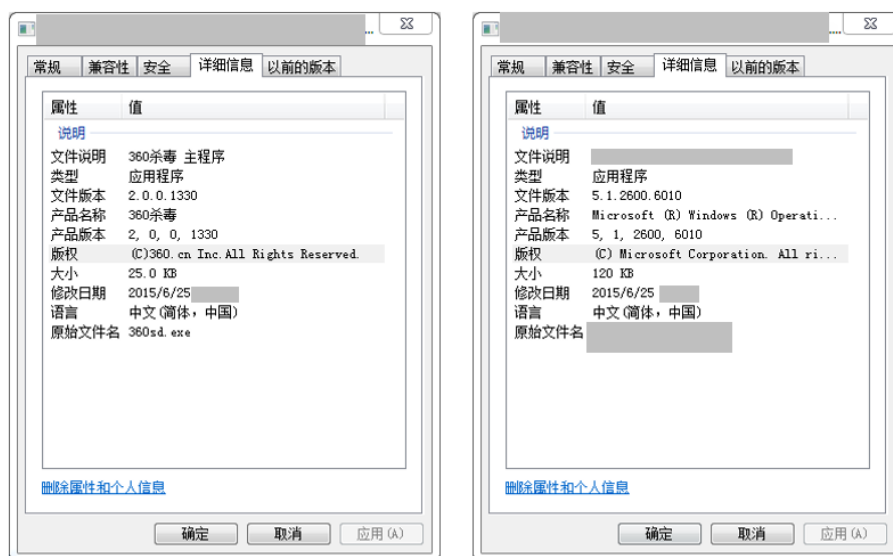 ...
常规 兼容性 安全 详细信息 以前的版本
属性 值
说明
文件说明 360杀毒 主程序
类型 应用程序
文件版本 2.0.0.1330
产品名称 360杀毒
产品版本 2, 0, 0, 1330
版权 (C)360.cn Inc.All Rights Reserved.
大小 25.0 KB
修改日期 2015/6/25
语言 中文(简体，中国)
原始文件名 360sd.exe
删除属性和个人信息
确定 取消 应用(A)
...
常规 兼容性 安全 详细信息 以前的版本
属性 值
说明
文件说明
类型 应用程序
文件版本 5.1.2600.6010
产品名称 Microsoft (R) Windows (R) Operati...
产品版本 5, 1, 2600, 6010
版权 (C) Microsoft Corporation. All ri...
大小 120 KB
修改日期 2015/6/25
语言 中文(简体，中国)
原始文件名
删除属性和个人信息
确定 取消 应用(A)